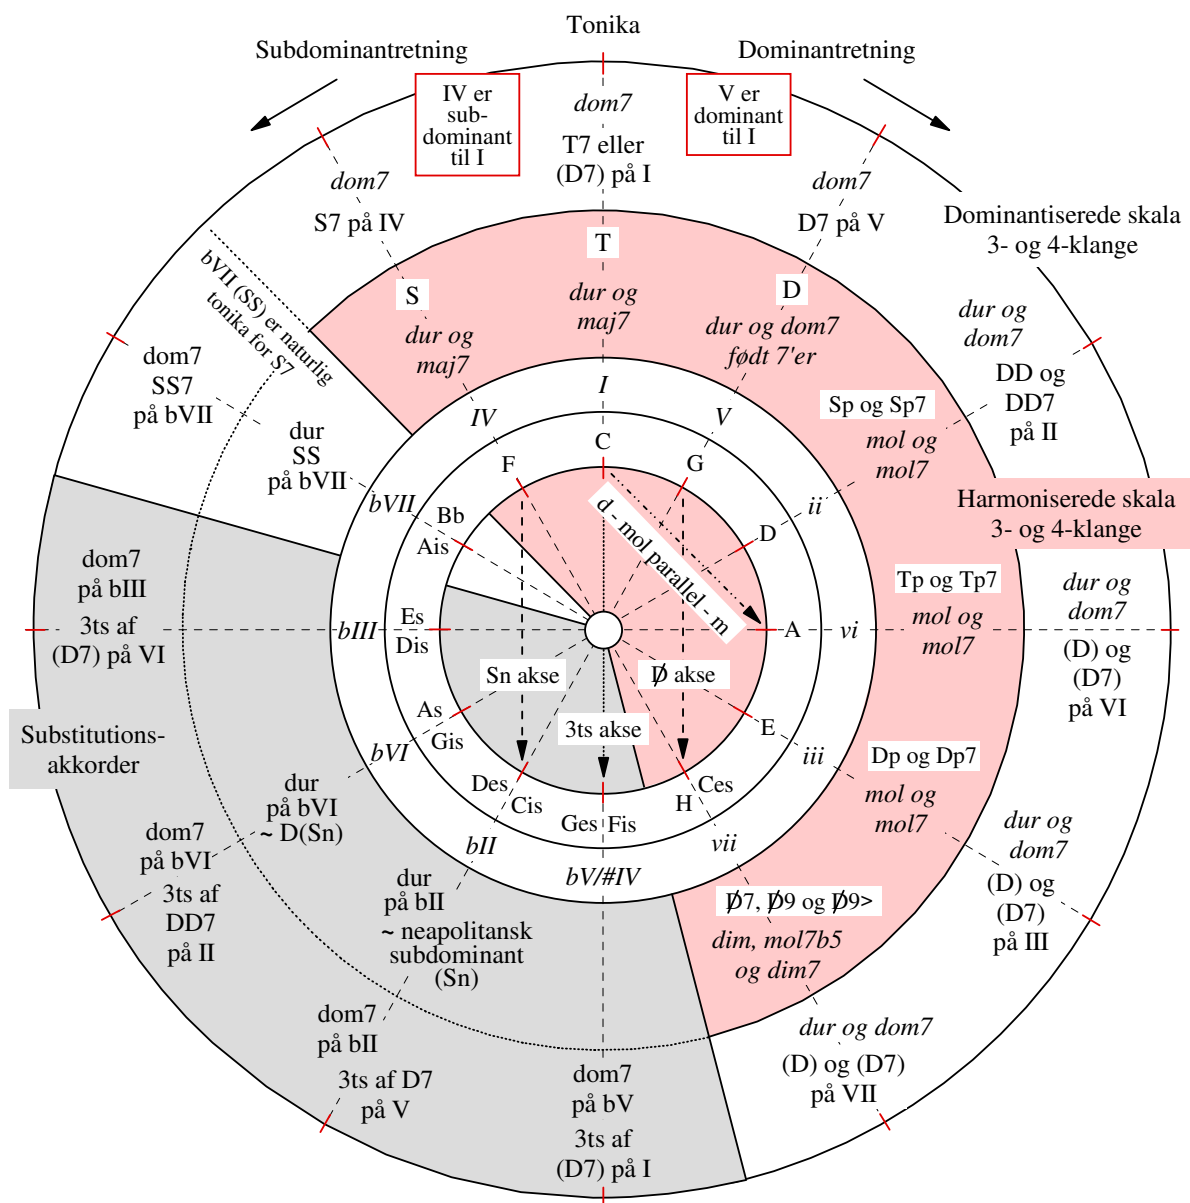 Tonika
Subdominantretning
Dominantretning
IV er
sub-
dominant
til I
V er
dominant
til I
dom7
T7 eller
(D7) på I
dom7
S7 på IV
dom7
D7 på V
Dominantiserede skala
3- og 4-klange
bVII (SS) er naturlig
tonika for S7
T
dur og
maj7
S
dur og
maj7
D
dur og dom7
født 7'er
dur og
dom7
DD og
DD7
på II
dom7
SS7
på bVII
dur
SS
på bVII
Sp og Sp7
mol og
mol7
I
IV
V
bVII
ii
C
F
G
Bb
Ais
D
Harmoniserede skala
3- og 4-klange
d - mol parallel - m
dom7
på bIII
3ts af
(D7) på VI
bIII
Es
Dis
A
vi
Tp og Tp7
mol og
mol7
dur og
dom7
(D) og
(D7)
på VI
Sn akse
D̸ akse
3ts akse
Substitutions-
akkorder
As
Gis
bVI
E
iii
Dp og Dp7
mol og
mol7
Des
Cis
Ges
Fis
Ces
H
bII
bV/#IV
vii
dur
på bVI
~ D(Sn)
dom7
på bVI
3ts af
DD7
på II
dur og
dom7
(D) og
(D7)
på III
dur
på bII
~ neapolitansk
subdominant
(Sn)
D̸7, D̸9 og D̸9>
dim, mol7b5
og dim7
dom7
på bII
3ts af D7
på V
dom7
på bV
3ts af
(D7) på I
dur og dom7
(D) og (D7)
på VII